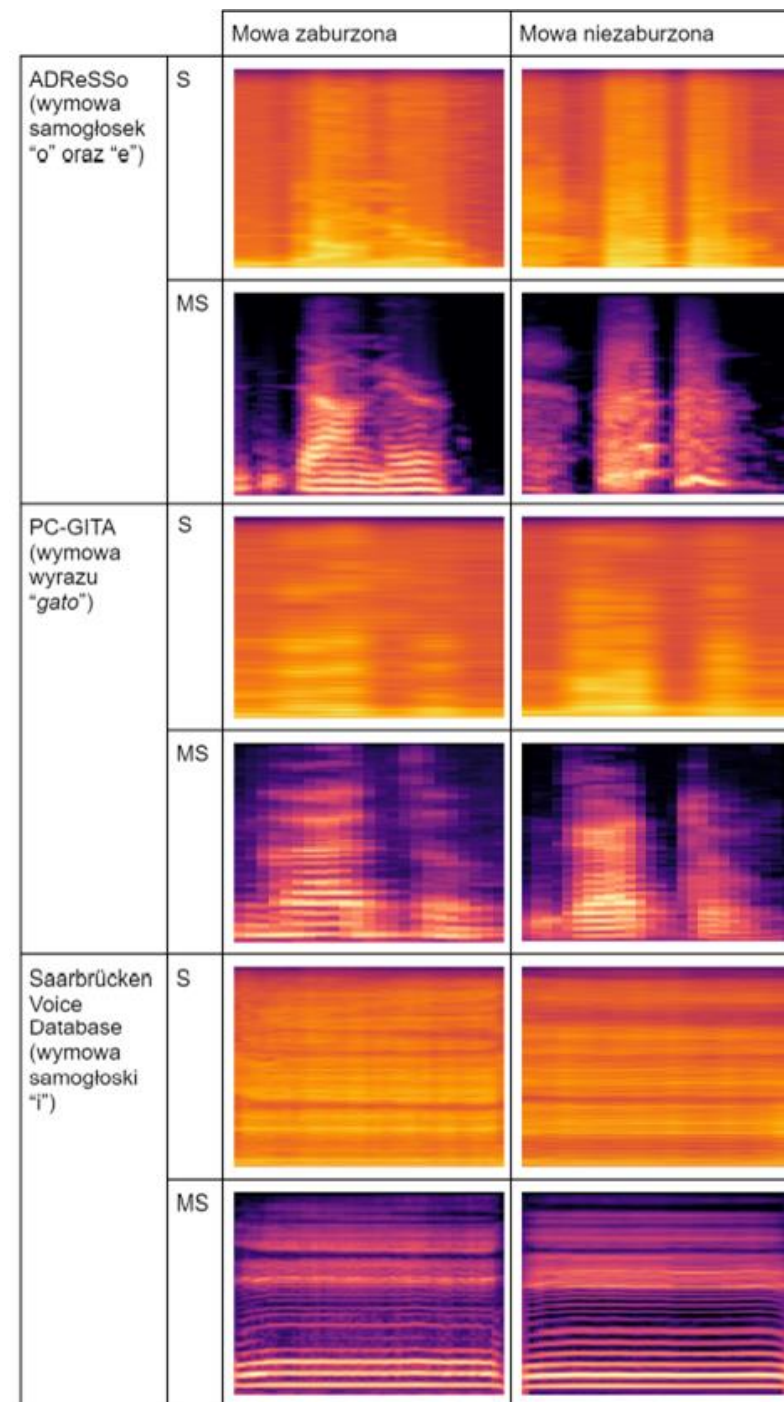 Mowa zaburzona
Mowa niezaburzona
ADReSSo
(wymowa
samogłosek
"o" oraz "e")
S
MS
PC-GITA
(wymowa
wyrazu
"gato")
S
MS
Saarbrücken
Voice
Database
(wymowa
samogłoski
"i")
S
MS